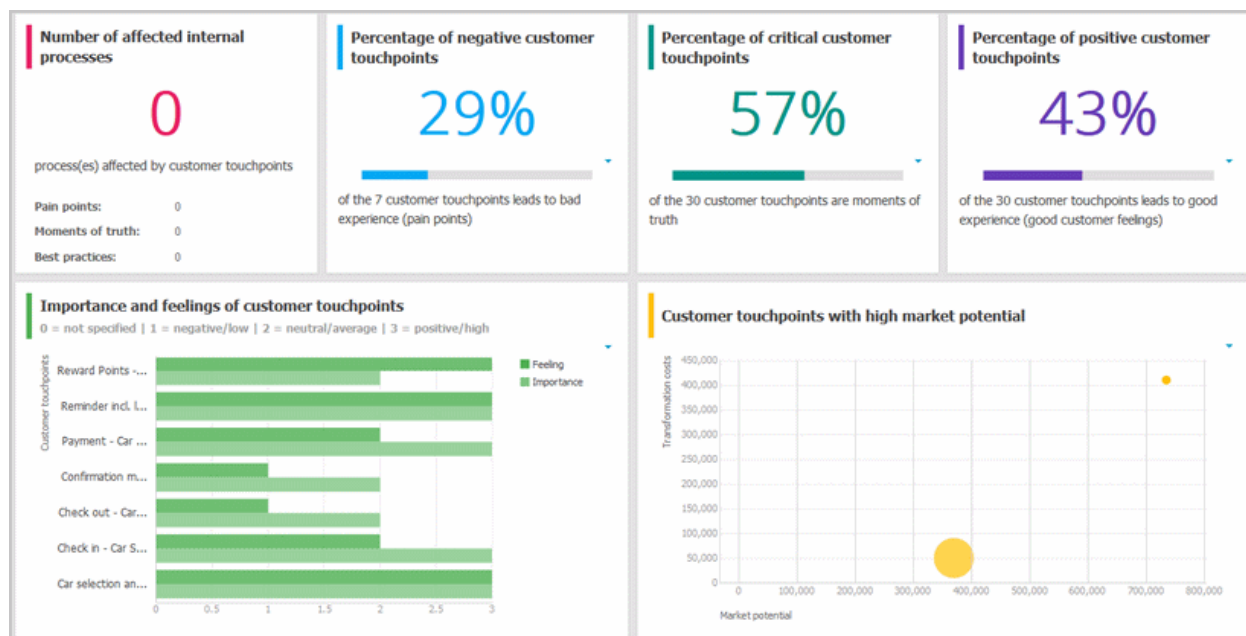 Number of affected internal
processes
0
process(es) affected by customer touchpoints
Pain points: 0
Moments of truth: 0
Best practices: 0
Percentage of negative customer
touchpoints
29%
of the 7 customer touchpoints leads to bad
experience (pain points)
Percentage of critical customer
touchpoints
57%
of the 30 customer touchpoints are moments of
truth
Percentage of positive customer
touchpoints
43%
of the 30 customer touchpoints leads to good
experience (good customer feelings)
Importance and feelings of customer touchpoints
0 = not specified | 1 = negative/low | 2 = neutral/average | 3 = positive/high
Customer touchpoints
Reward Points -...
Reminder incl. l...
Payment - Car ...
Confirmation m...
Check out - Car...
Check in - Car S...
Car selection an...
0 0.5 1 1.5 2 2.5 3
Feeling
Importance
Customer touchpoints with high market potential
Transformation costs
450,000
400,000
350,000
300,000
250,000
200,000
150,000
100,000
50,000
0
0 100,000 200,000 300,000 400,000 500,000 600,000 700,000 800,000
Market potential